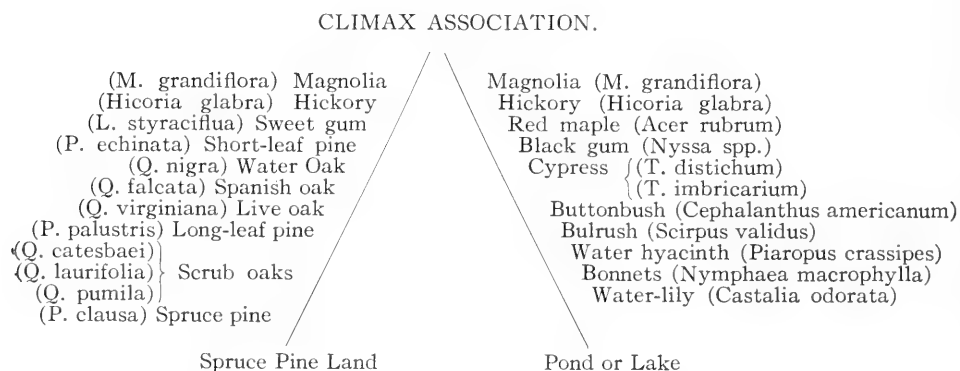 CLIMAX ASSOCIATION.
(M. grandiflora) Magnolia
(Hicoria glabra) Hickory
(L. styraciflua) Sweet gum
(P. echinata) Short-leaf pine
(Q. nigra) Water Oak
(Q. falcata) Spanish oak
(Q. virginiana) Live oak
(P. palustris) Long-leaf pine
(Q. catesbaei)
(Q. laurifolia) Scrub oaks
(Q. pumila)
(P. clausa) Spruce pine
Spruce Pine Land
Magnolia (M. grandiflora)
Hickory (Hicoria glabra)
Red maple (Acer rubrum)
Black gum (Nyssa spp.)
Cypress (T. distichum)
(T. imbricarium)
Buttonbush (Cephalanthus americanum)
Bulrush (Scirpus validus)
Water hyacinth (Piaropus crassipes)
Bonnets (Nymphaea macrophylla)
Water-lily (Castalia odorata)
Pond or Lake